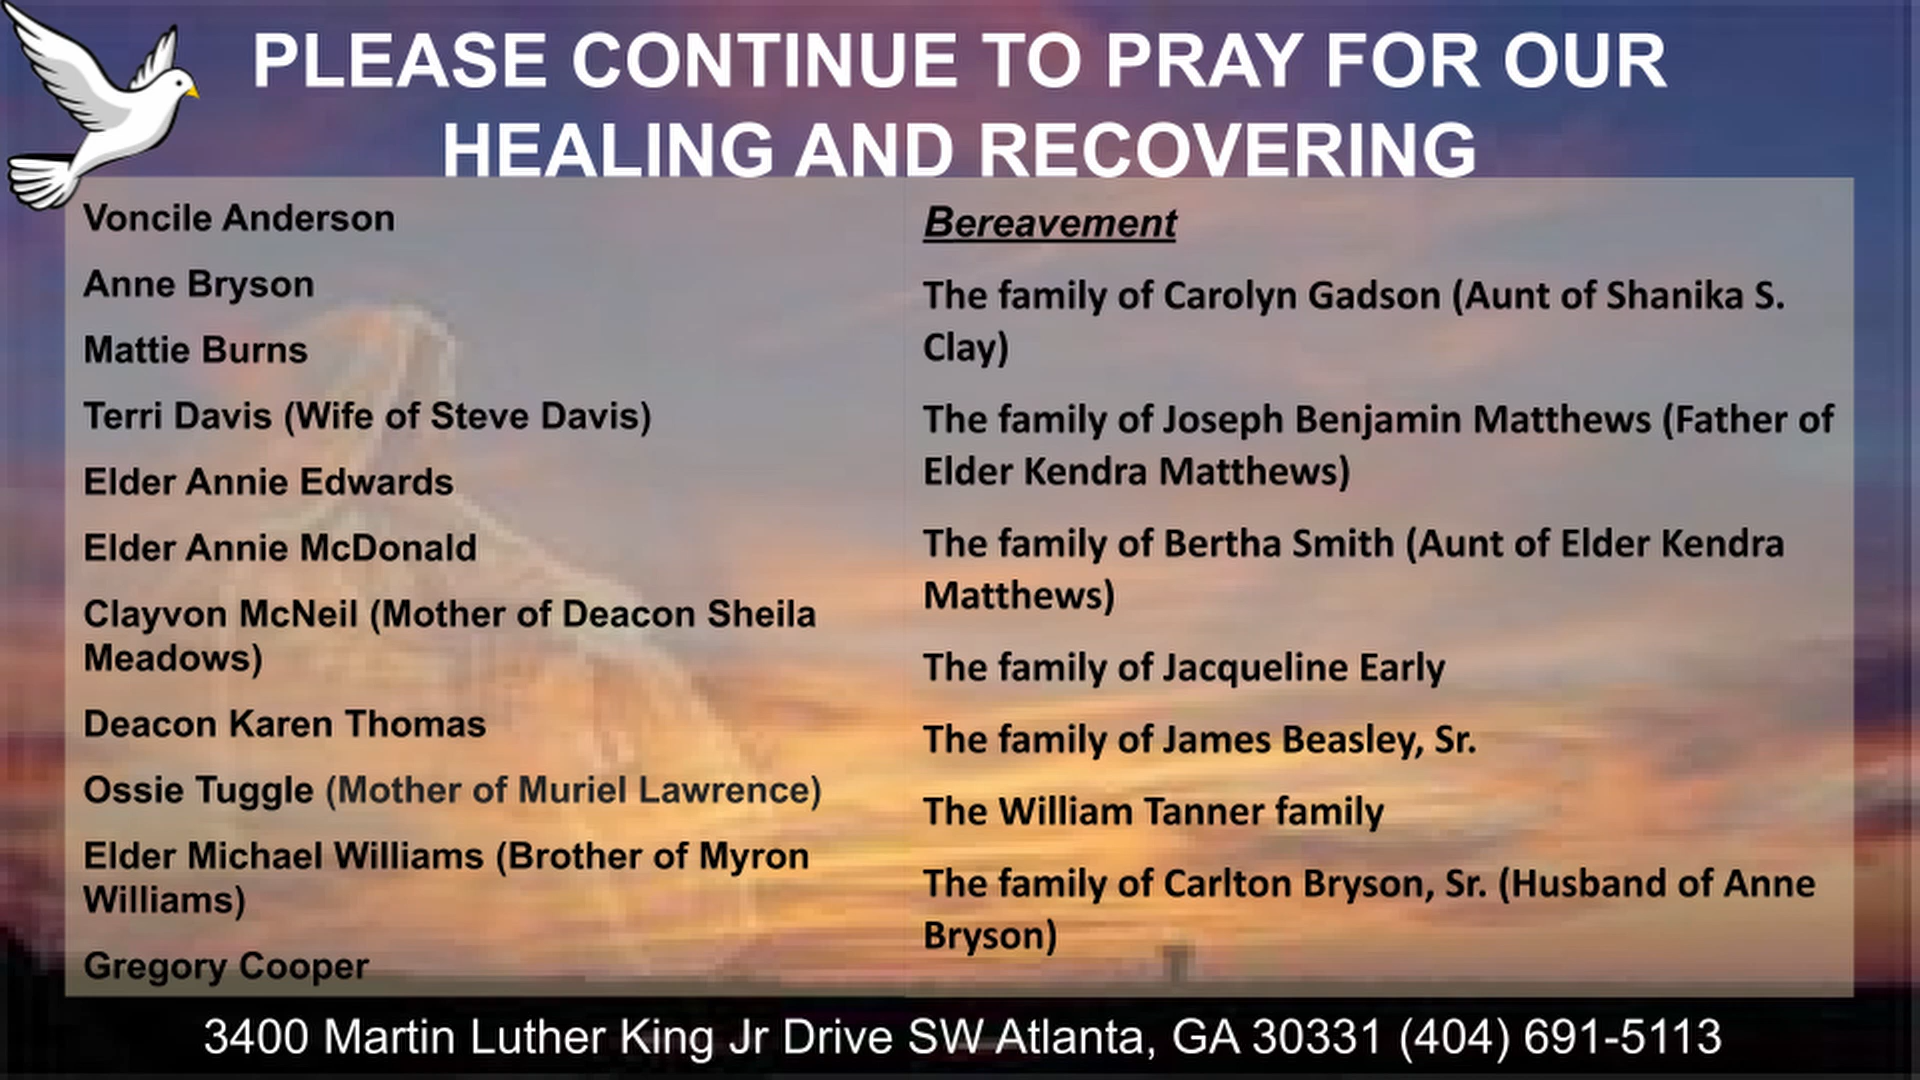 PLEASE CONTINUE TO PRAY FOR OUR
HEALING AND RECOVERING
Voncile Anderson
Anne Bryson
Mattie Burns
Terri Davis (Wife of Steve Davis)
Elder Annie Edwards
Elder Annie McDonald
Clayvon McNeil (Mother of Deacon Sheila
Meadows)
Deacon Karen Thomas
Ossie Tuggle (Mother of Muriel Lawrence)
Elder Michael Williams (Brother of Myron
Williams)
Gregory Cooper
Bereavement
The family of Carolyn Gadson (Aunt of Shanika S.
Clay)
The family of Joseph Benjamin Matthews (Father of
Elder Kendra Matthews)
The family of Bertha Smith (Aunt of Elder Kendra
Matthews)
The family of Jacqueline Early
The family of James Beasley, Sr.
The William Tanner family
The family of Carlton Bryson, Sr. (Husband of Anne
Bryson)
3400 Martin Luther King Jr Drive SW Atlanta, GA 30331 (404) 691-5113